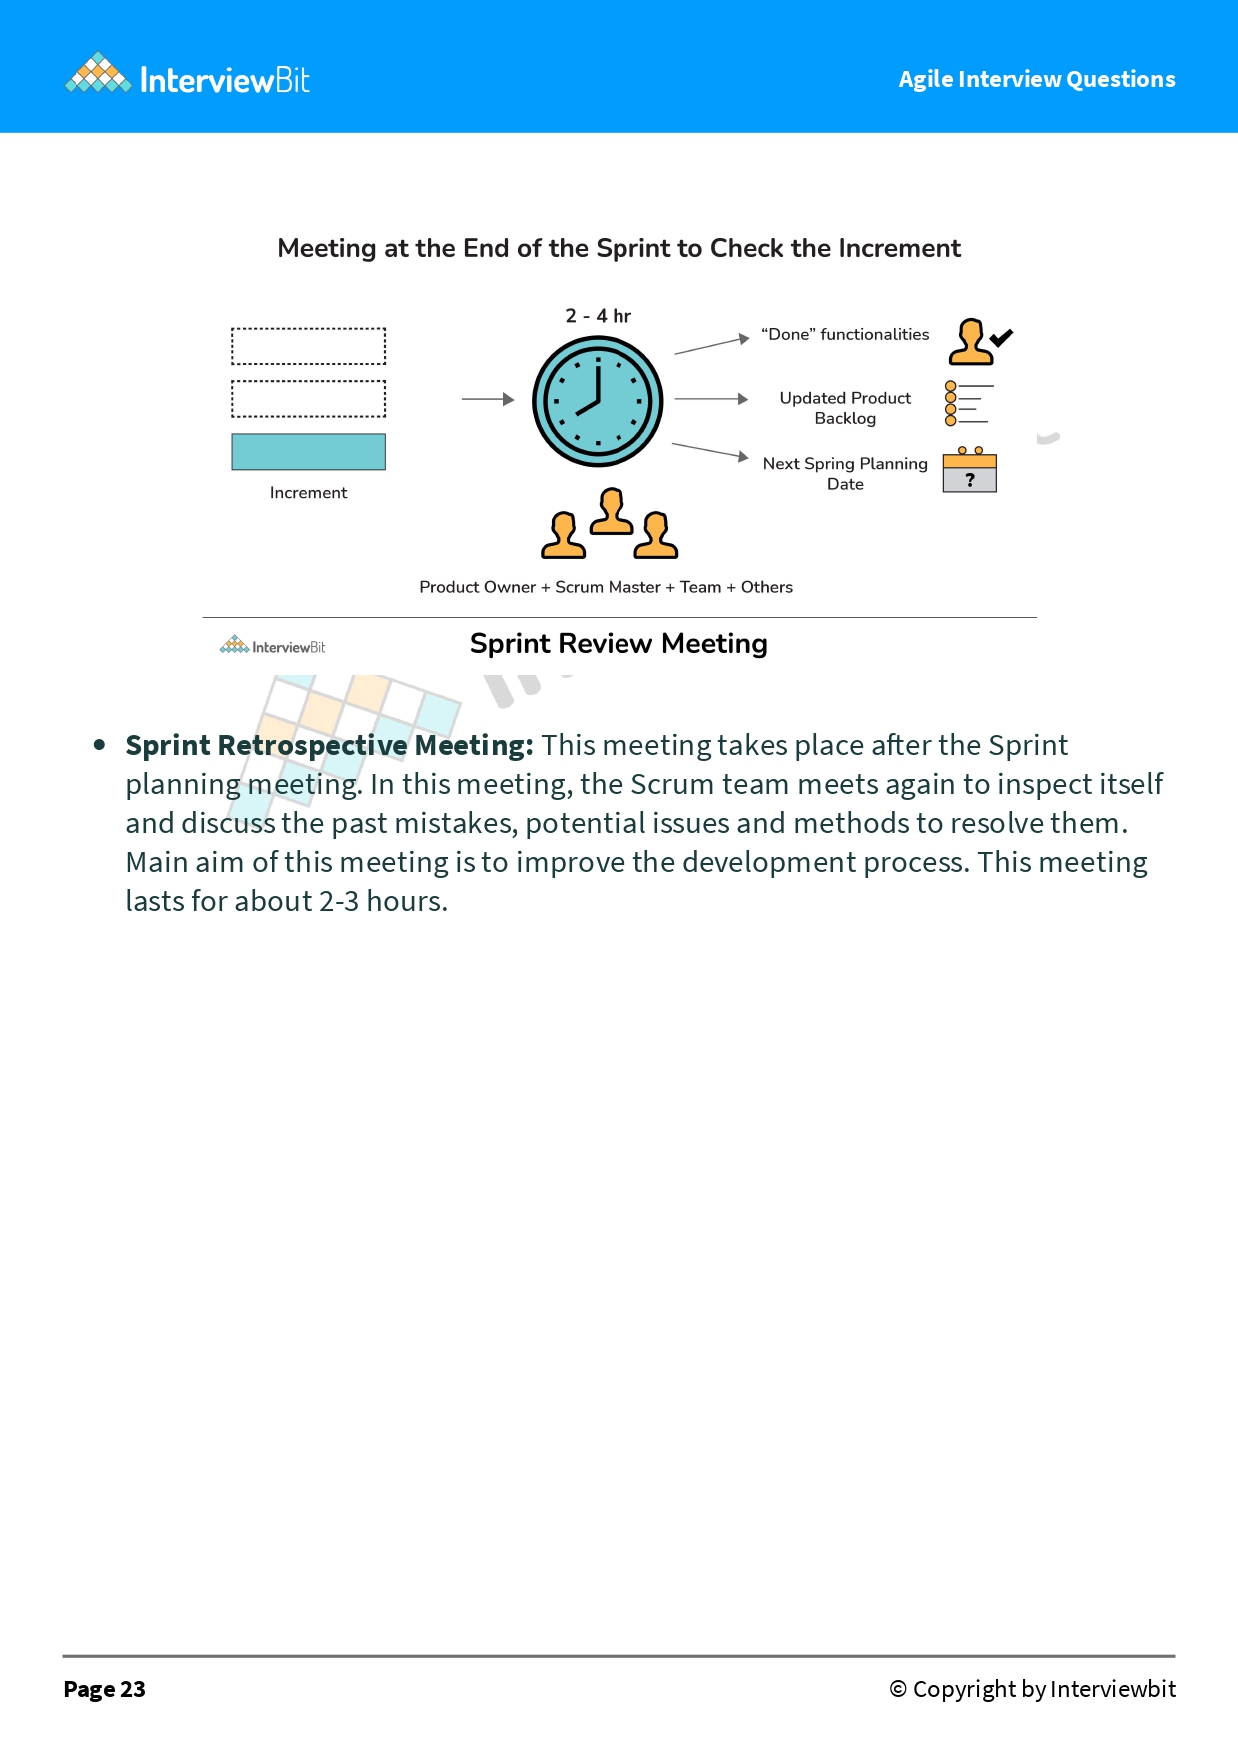 InterviewBit
Agile Interview Questions
Meeting at the End of the Sprint to Check the Increment
2 - 4 hr
“Done” functionalities
Updated Product
Backlog
Next Spring Planning
Date
?
Increment
Product Owner + Scrum Master + Team + Others
InterviewBit
Sprint Review Meeting
• Sprint Retrospective Meeting: This meeting takes place after the Sprint
planning meeting. In this meeting, the Scrum team meets again to inspect itself
and discuss the past mistakes, potential issues and methods to resolve them.
Main aim of this meeting is to improve the development process. This meeting
lasts for about 2-3 hours.
Page 23
© Copyright by Interviewbit